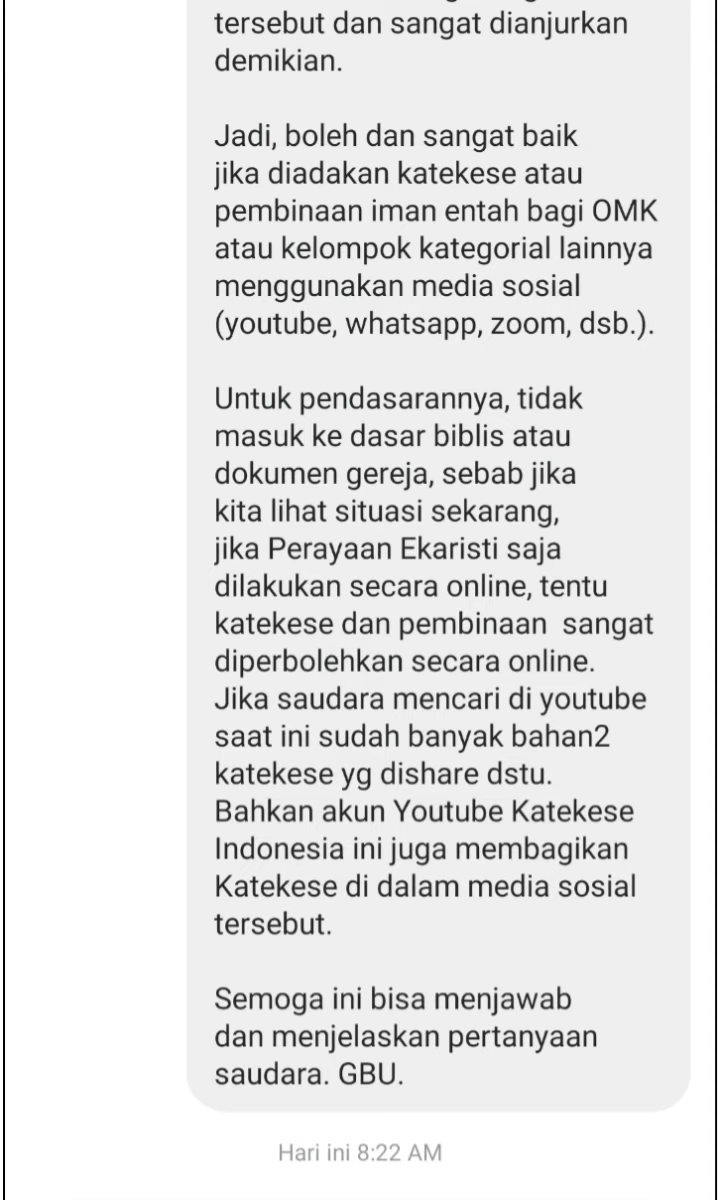 tersebut dan sangat dianjurkan
demikian.
Jadi, boleh dan sangat baik
jika diadakan katekese atau
pembinaan iman entah bagi OMK
atau kelompok kategorial lainnya
menggunakan media sosial
(youtube, whatsapp, zoom, dsb.).
Untuk pendasarannya, tidak
masuk ke dasar biblis atau
dokumen gereja, sebab jika
kita lihat situasi sekarang,
jika Perayaan Ekaristi saja
dilakukan secara online, tentu
katekese dan pembinaan  sangat
diperbolehkan secara online.
Jika saudara mencari di youtube
saat ini sudah banyak bahan2
katekese yg dishare dstu.
Bahkan akun Youtube Katekese
Indonesia ini juga membagikan
Katekese di dalam media sosial
tersebut.
Semoga ini bisa menjawab
dan menjelaskan pertanyaan
saudara. GBU.
Hari ini 8:22 AM